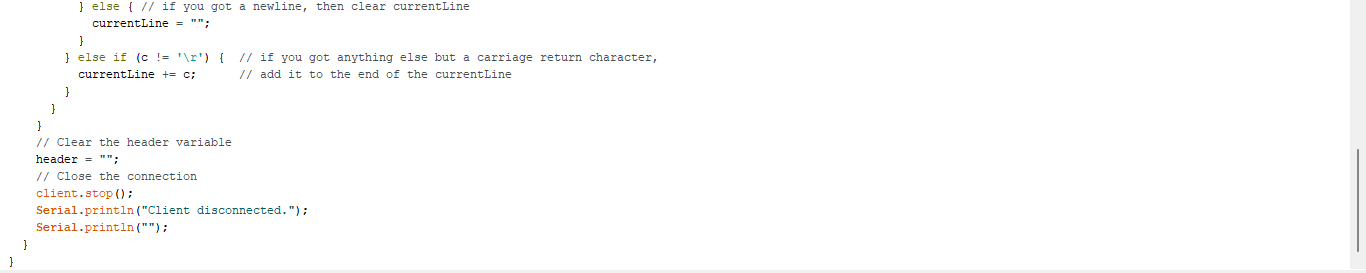 } else { // if you got a newline, then clear currentLine
currentLine = "";
}
} else if (c != '\r') {  // if you got anything else but a carriage return character,
currentLine += c;      // add it to the end of the currentLine
}
}
}
// Clear the header variable
header = "";
// Close the connection
client.stop();
Serial.println("Client disconnected.");
Serial.println("");
}
}